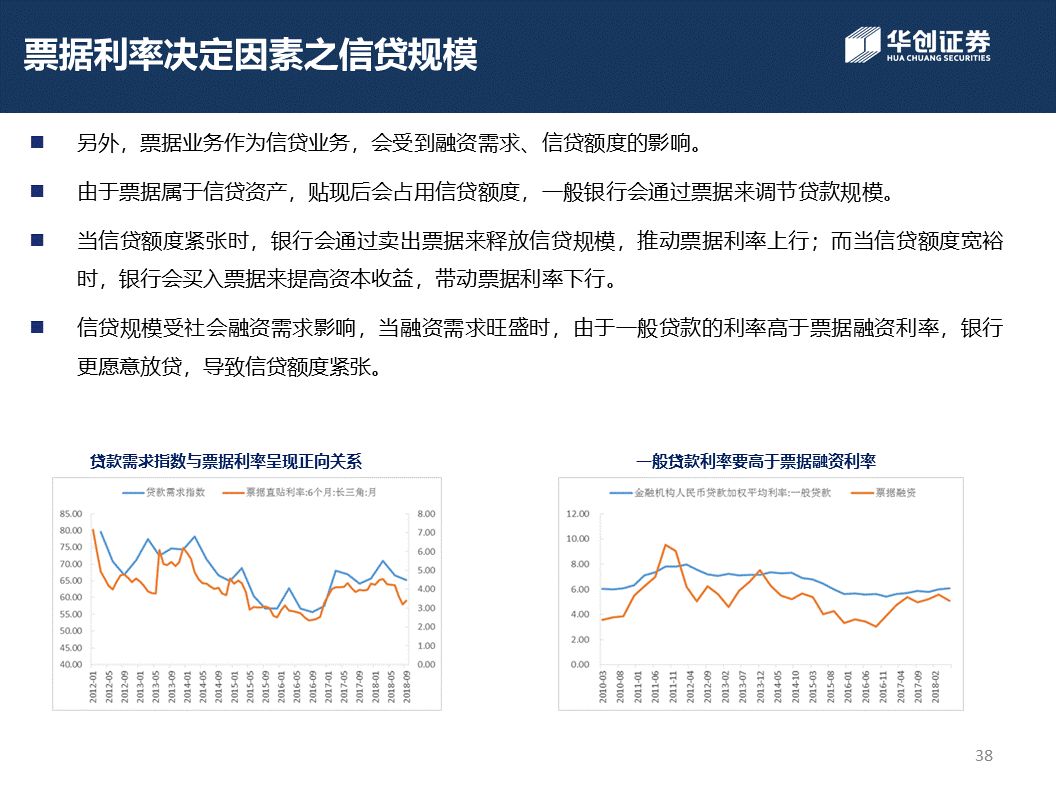 票据利率决定因素之信贷规模
华创证券
HUA CHUANG SECURITIES
■ 另外，票据业务作为信贷业务，会受到融资需求、信贷额度的影响。
■ 由于票据属于信贷资产，贴现后会占用信贷额度，一般银行会通过票据来调节贷款规模。
■ 当信贷额度紧张时，银行会通过卖出票据来释放信贷规模，推动票据利率上行；而当信贷额度宽裕
时，银行会买入票据来提高资本收益，带动票据利率下行。
■ 信贷规模受社会融资需求影响，当融资需求旺盛时，由于一般贷款的利率高于票据融资利率，银行
更愿意放贷，导致信贷额度紧张。
贷款需求指数与票据利率呈现正向关系
贷款需求指数 票据直贴利率:6个月:长三角:月
85.00 8.00
80.00 7.00
75.00 6.00
70.00 5.00
65.00 4.00
60.00 3.00
55.00 2.00
50.00 1.00
45.00 0.00
40.00
2012-01 2012-05 2012-09 2013-01 2013-05 2013-09 2014-01 2014-05 2014-09 2015-01 2015-05 2015-09 2016-01 2016-05 2016-09 2017-01 2017-05 2017-09 2018-01 2018-05 2018-09
一般贷款利率要高于票据融资利率
金融机构人民币贷款加权平均利率:一般贷款 票据融资
12.00
10.00
8.00
6.00
4.00
2.00
0.00
2010-03 2010-08 2011-01 2011-06 2011-11 2012-04 2012-09 2013-02 2013-07 2013-12 2014-05 2014-10 2015-03 2015-08 2016-01 2016-06 2016-11 2017-04 2017-09 2018-02
38